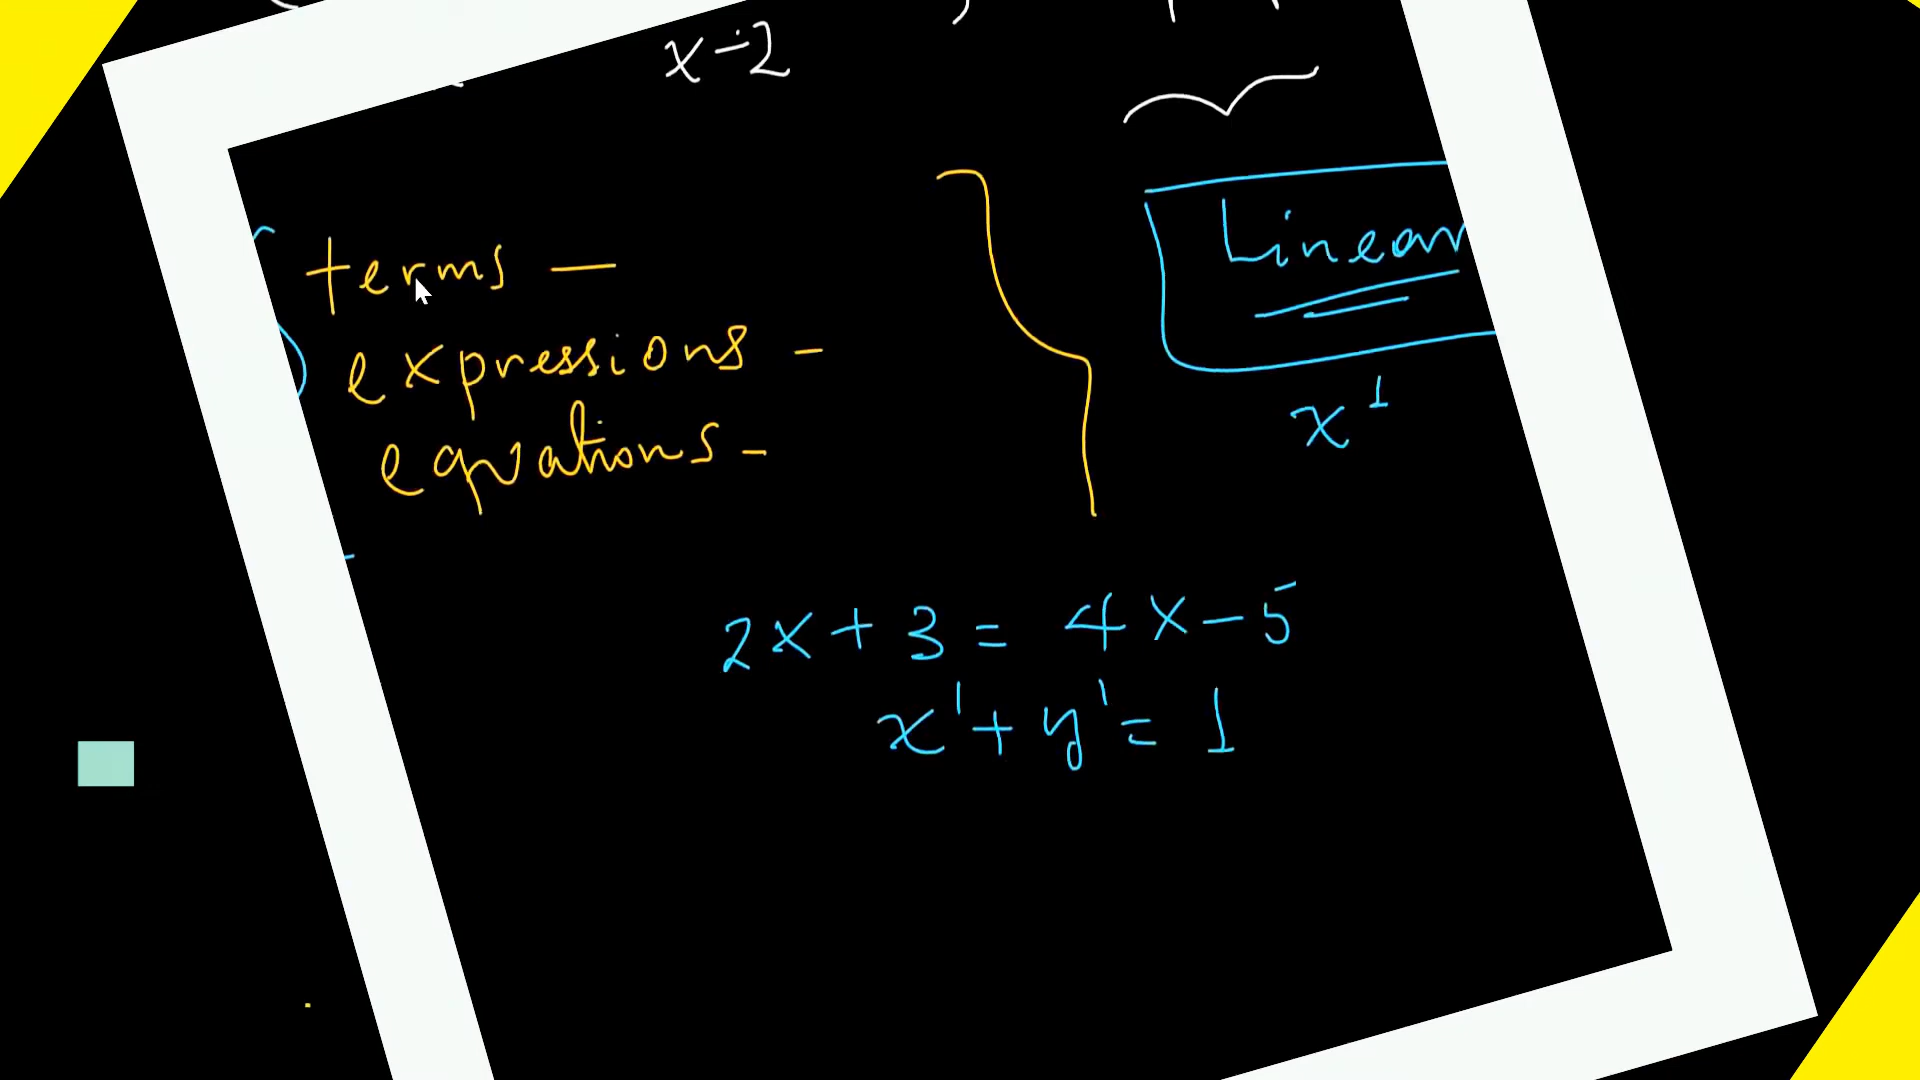 x÷2
terms —
Linear
expressions -
x¹
equations -
2x + 3 = 4x - 5
x¹ + y¹ = 1